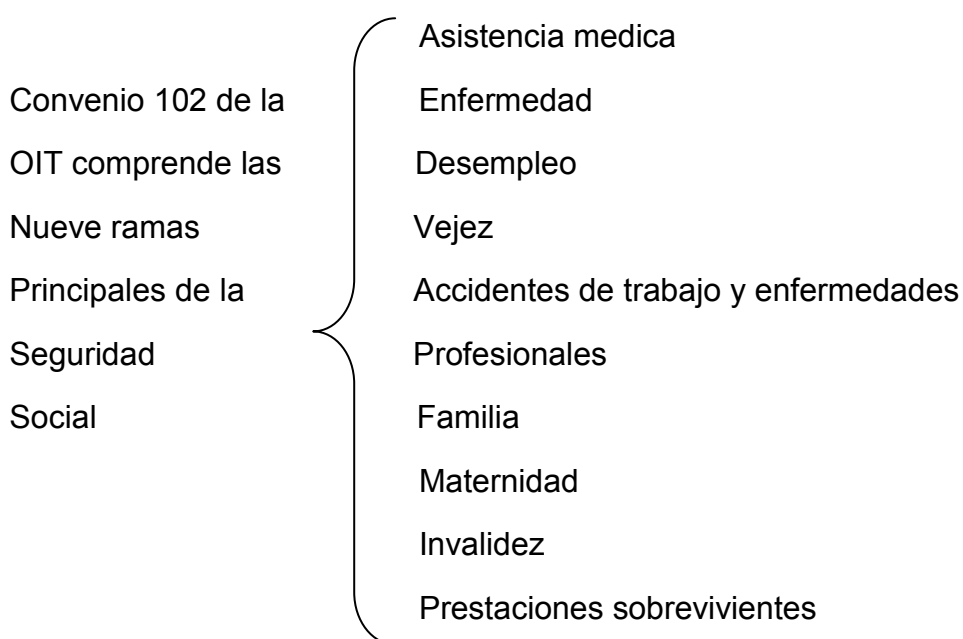 Convenio 102 de la
OIT comprende las
Nueve ramas
Principales de la
Seguridad
Social
Asistencia medica
Enfermedad
Desempleo
Vejez
Accidentes de trabajo y enfermedades
Profesionales
Familia
Maternidad
Invalidez
Prestaciones sobrevivientes